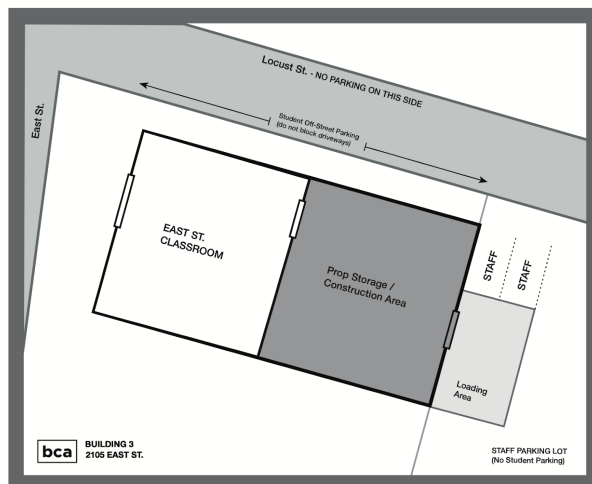 Locust St. - NO PARKING ON THIS SIDE
East St.
Student Off-Street Parking
(do not block driveways)
EAST ST.
CLASSROOM
Prop Storage /
Construction Area
STAFF
STAFF
Loading
Area
bca
BUILDING 3
2105 EAST ST.
STAFF PARKING LOT
(No Student Parking)